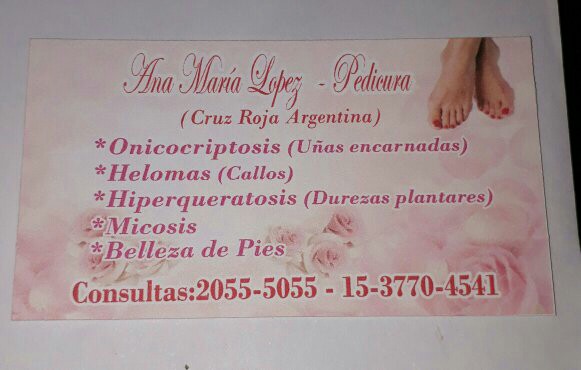 Ana María Lopez - Pedicura
(Cruz Roja Argentina)
*Onicocriptosis (Uñas encarnadas)
*Helomas (Callos)
*Hiperqueratosis (Durezas plantares)
*Micosis
*Belleza de Pies
Consultas:2055-5055 - 15-3770-4541